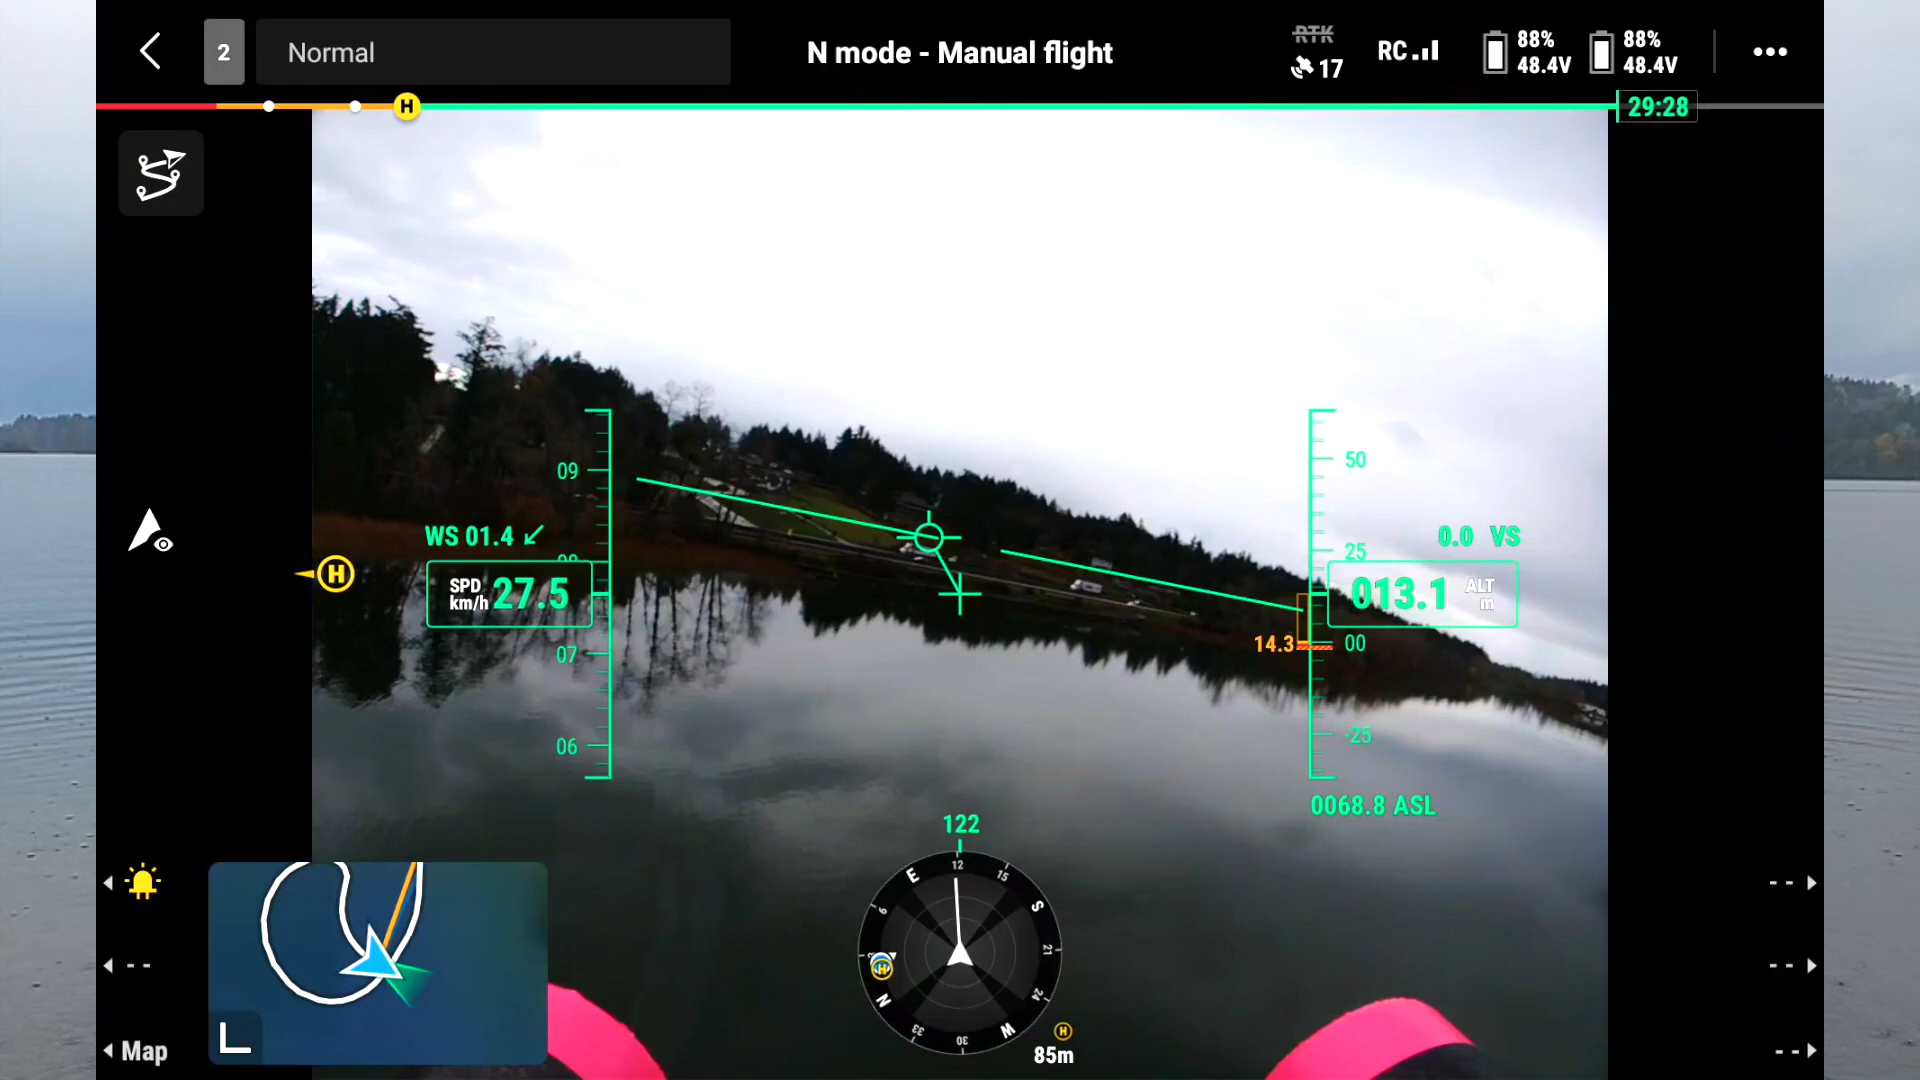 2
Normal
N mode - Manual flight
RTK
17
RC
88%
48.4V
88%
48.4V
H
29:28
09
WS 01.4
08
SPD
km/h
27.5
07
06
H
50
0.0 VS
25
013.1
ALT
m
14.3
00
-25
0068.8 ASL
122
12
15
E
S
6
21
3
H
24
N
W
33
30
H
85m
--
--
--
--
Map